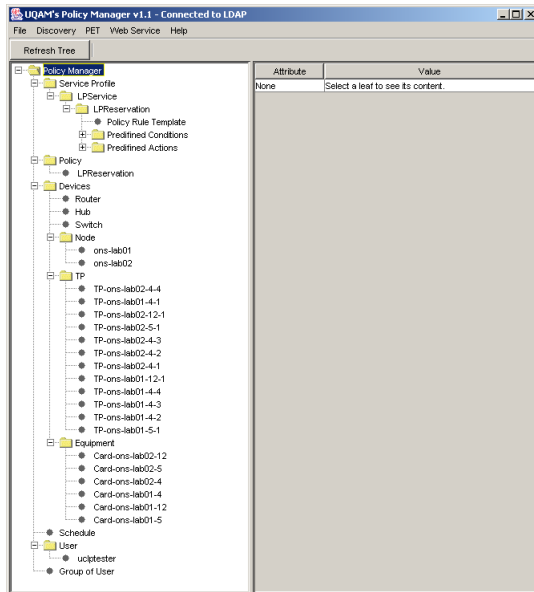 UQAM's Policy Manager v1.1 - Connected to LDAP
File Discovery PET Web Service Help
Refresh Tree
Policy Manager
Service Profile
LPService
LPReservation
Policy Rule Template
Predifined Conditions
Predifined Actions
Policy
LPReservation
Devices
Router
Hub
Switch
Node
ons-lab01
ons-lab02
TP
TP-ons-lab02-4-4
TP-ons-lab01-4-1
TP-ons-lab02-12-1
TP-ons-lab02-5-1
TP-ons-lab02-4-3
TP-ons-lab02-4-2
TP-ons-lab02-4-1
TP-ons-lab01-12-1
TP-ons-lab01-4-4
TP-ons-lab01-4-3
TP-ons-lab01-4-2
TP-ons-lab01-5-1
Equipment
Card-ons-lab02-12
Card-ons-lab02-5
Card-ons-lab02-4
Card-ons-lab01-4
Card-ons-lab01-12
Card-ons-lab01-5
Schedule
User
uclptester
Group of User
Attribute Value
None Select a leaf to see its content.